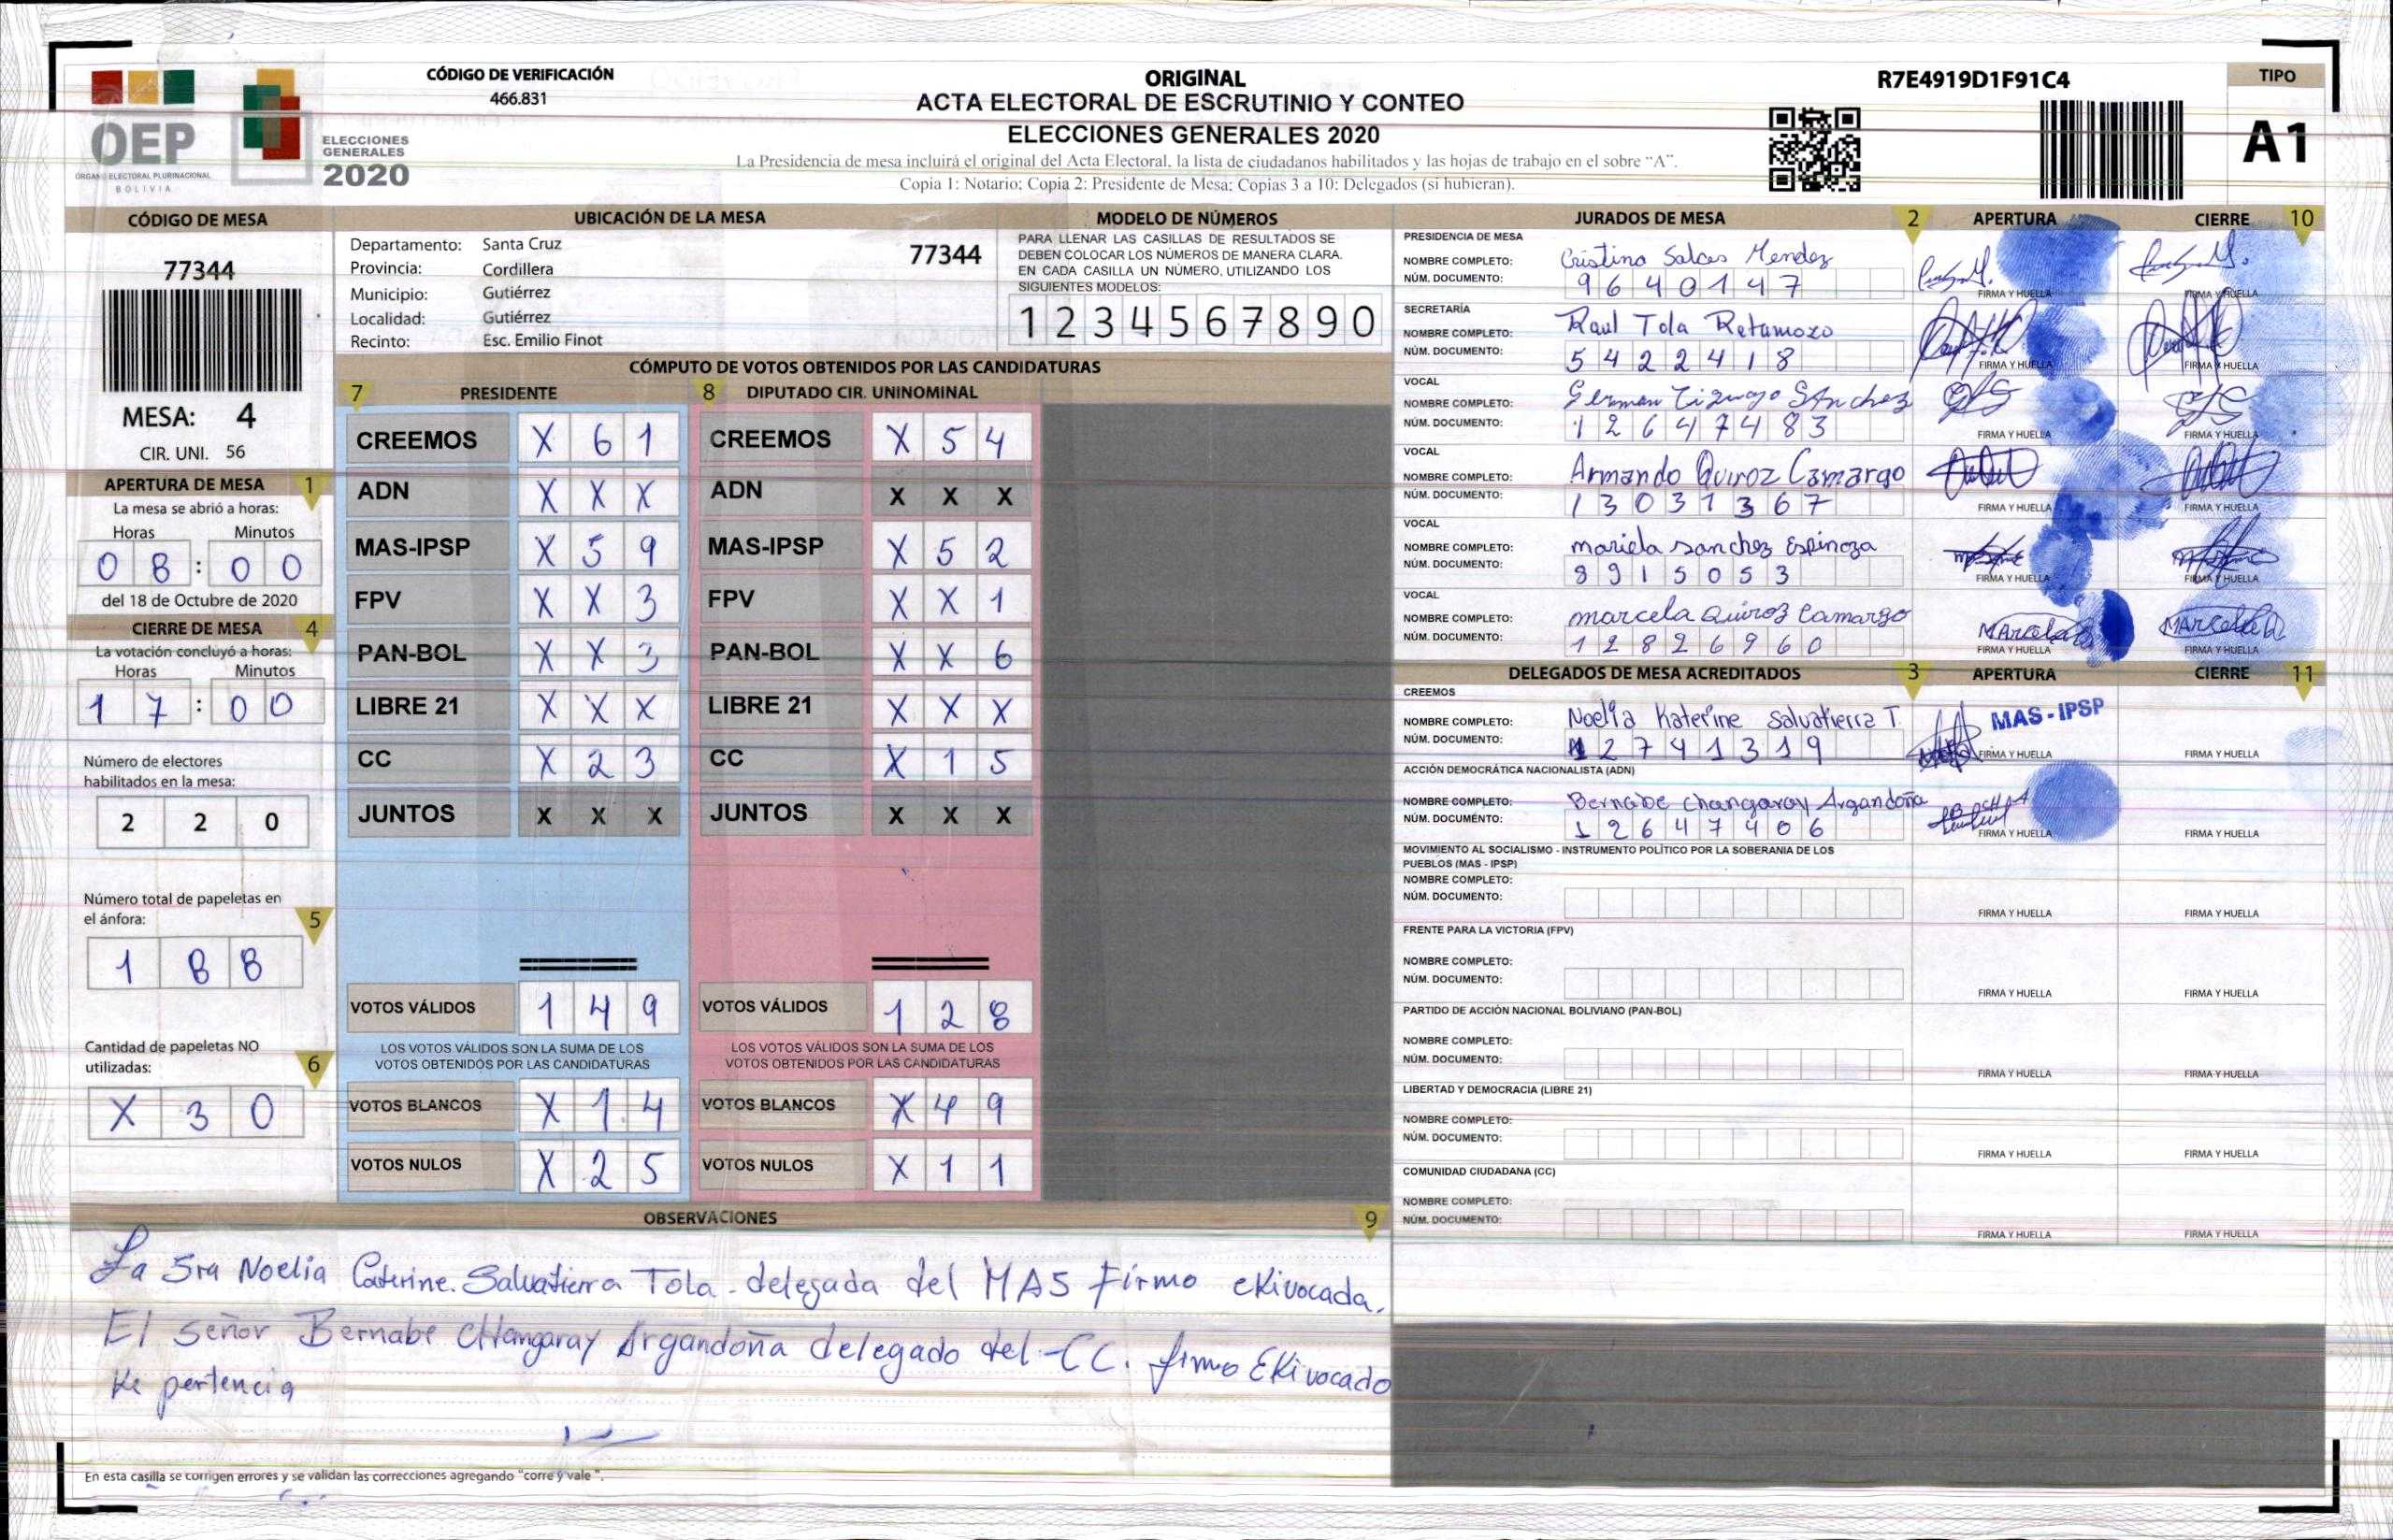 CÓDIGO DE VERIFICACIÓN
466.831
ORIGINAL
ACTA ELECTORAL DE ESCRUTINIO Y CONTEO
ELECCIONES GENERALES 2020
La Presidencia de mesa incluirá el original del Acta Electoral, la lista de ciudadanos habilitados y las hojas de trabajo en el sobre “A”.
Copia 1: Notario; Copia 2: Presidente de Mesa; Copias 3 a 10: Delegados (si hubieran).
R7E4919D1F91C4
TIPO
A1
OEP
ÓRGANO ELECTORAL PLURINACIONAL
BOLIVIA
ELECCIONES
GENERALES
2020
CÓDIGO DE MESA
77344
MESA: 4
CIR. UNI. 56
APERTURA DE MESA 1
La mesa se abrió a horas:
Horas Minutos
0 8 : 0 0
del 18 de Octubre de 2020
CIERRE DE MESA 4
La votación concluyó a horas:
Horas Minutos
1 7 : 0 0
Número de electores
habilitados en la mesa:
2 2 0
Número total de papeletas en
el ánfora: 5
1 8 8
Cantidad de papeletas NO
utilizadas: 6
X 3 0
UBICACIÓN DE LA MESA
Departamento: Santa Cruz 77344
Provincia: Cordillera
Municipio: Gutiérrez
Localidad: Gutiérrez
Recinto: Esc. Emilio Finot
MODELO DE NÚMEROS
PARA LLENAR LAS CASILLAS DE RESULTADOS SE
DEBEN COLOCAR LOS NÚMEROS DE MANERA CLARA.
EN CADA CASILLA UN NÚMERO, UTILIZANDO LOS
SIGUIENTES MODELOS:
1 2 3 4 5 6 7 8 9 0
CÓMPUTO DE VOTOS OBTENIDOS POR LAS CANDIDATURAS
7 PRESIDENTE 8 DIPUTADO CIR. UNINOMINAL
CREEMOS X 6 1 CREEMOS X 5 4
ADN X X X ADN X X X
MAS-IPSP X 5 9 MAS-IPSP X 5 2
FPV X X 3 FPV X X 1
PAN-BOL X X 3 PAN-BOL X X 6
LIBRE 21 X X X LIBRE 21 X X X
CC X 2 3 CC X 1 5
JUNTOS X X X JUNTOS X X X
VOTOS VÁLIDOS 1 4 9 VOTOS VÁLIDOS 1 2 8
LOS VOTOS VÁLIDOS SON LA SUMA DE LOS LOS VOTOS VÁLIDOS SON LA SUMA DE LOS
VOTOS OBTENIDOS POR LAS CANDIDATURAS VOTOS OBTENIDOS POR LAS CANDIDATURAS
VOTOS BLANCOS X 1 4 VOTOS BLANCOS X 4 9
VOTOS NULOS X 2 5 VOTOS NULOS X 1 1
OBSERVACIONES 9
La Sra Noelia Caterine. Salvatierra Tola - delegada del MAS Firmo eKivocada.
El señor Bernabe CHangaray Argandoña delegado del CC. firmo EKivocado
Ke pertencia
En esta casilla se corrigen errores y se validan las correcciones agregando "corre y vale".
JURADOS DE MESA 2 APERTURA CIERRE 10
PRESIDENCIA DE MESA
NOMBRE COMPLETO: Cristina Salces Mendez
NÚM. DOCUMENTO: 9 6 4 0 1 4 7 FIRMA Y HUELLA FIRMA Y HUELLA
SECRETARÍA
NOMBRE COMPLETO: Raul Tola Retamozo
NÚM. DOCUMENTO: 5 4 2 2 4 1 8 FIRMA Y HUELLA FIRMA Y HUELLA
VOCAL
NOMBRE COMPLETO: German SAnchez
NÚM. DOCUMENTO: 1 2 6 4 7 4 8 3 FIRMA Y HUELLA FIRMA Y HUELLA
VOCAL
NOMBRE COMPLETO: Armando Quiroz Camargo
NÚM. DOCUMENTO: 1 3 0 3 1 3 6 7 FIRMA Y HUELLA FIRMA Y HUELLA
VOCAL
NOMBRE COMPLETO: mariela sanchez Espinoza
NÚM. DOCUMENTO: 8 9 1 5 0 5 3 FIRMA Y HUELLA FIRMA Y HUELLA
VOCAL
NOMBRE COMPLETO: marcela Quiroz Camargo MArcela MArcela
NÚM. DOCUMENTO: 1 2 8 2 6 9 6 0 FIRMA Y HUELLA FIRMA Y HUELLA
DELEGADOS DE MESA ACREDITADOS 3 APERTURA CIERRE 11
CREEMOS
NOMBRE COMPLETO: Noelia Katerine Salvatierra T. MAS - IPSP
NÚM. DOCUMENTO: 1 2 7 4 1 3 1 9 FIRMA Y HUELLA FIRMA Y HUELLA
ACCIÓN DEMOCRÁTICA NACIONALISTA (ADN)
NOMBRE COMPLETO: Bernabe changaray Argandoña
NÚM. DOCUMENTO: 1 2 6 4 7 4 0 6 FIRMA Y HUELLA FIRMA Y HUELLA
MOVIMIENTO AL SOCIALISMO - INSTRUMENTO POLÍTICO POR LA SOBERANIA DE LOS
PUEBLOS (MAS - IPSP)
NOMBRE COMPLETO:
NÚM. DOCUMENTO: FIRMA Y HUELLA FIRMA Y HUELLA
FRENTE PARA LA VICTORIA (FPV)
NOMBRE COMPLETO:
NÚM. DOCUMENTO: FIRMA Y HUELLA FIRMA Y HUELLA
PARTIDO DE ACCIÓN NACIONAL BOLIVIANO (PAN-BOL)
NOMBRE COMPLETO:
NÚM. DOCUMENTO: FIRMA Y HUELLA FIRMA Y HUELLA
LIBERTAD Y DEMOCRACIA (LIBRE 21)
NOMBRE COMPLETO:
NÚM. DOCUMENTO: FIRMA Y HUELLA FIRMA Y HUELLA
COMUNIDAD CIUDADANA (CC)
NOMBRE COMPLETO:
NÚM. DOCUMENTO: FIRMA Y HUELLA FIRMA Y HUELLA